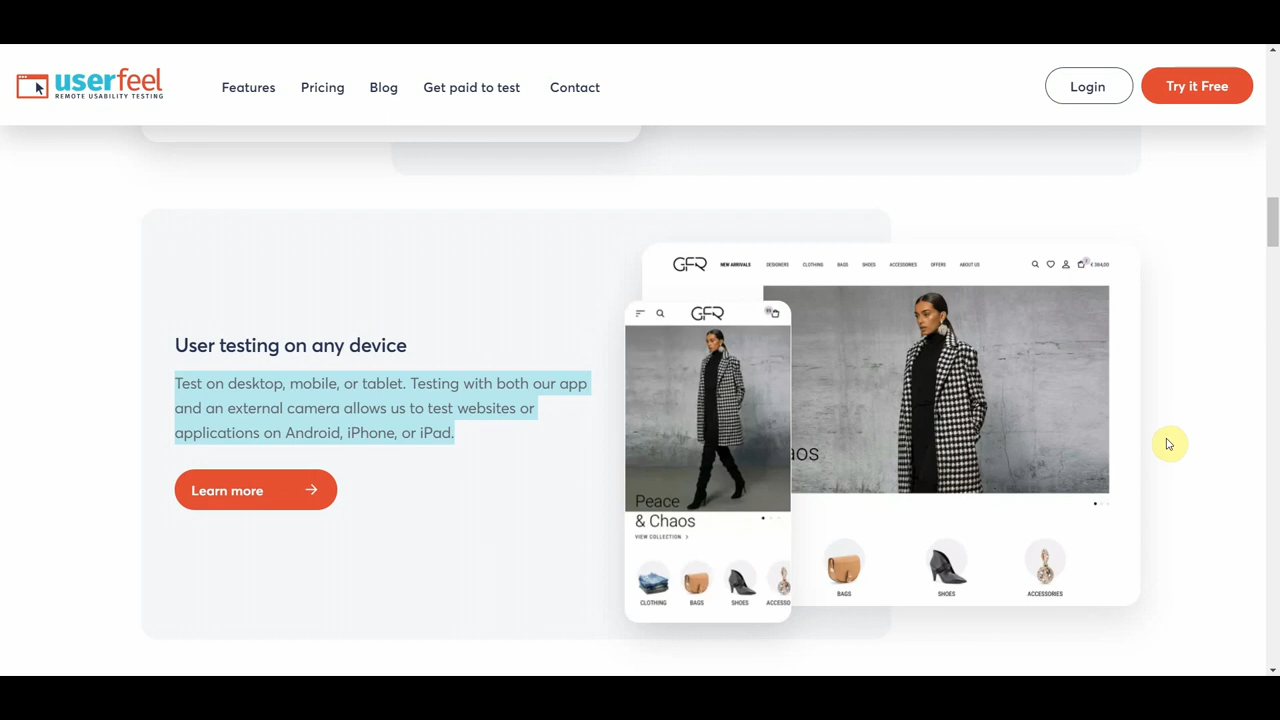 userfeel
REMOTE USABILITY TESTING
Features
Pricing
Blog
Get paid to test
Contact
Login
Try it Free
User testing on any device
Test on desktop, mobile, or tablet. Testing with both our app
and an external camera allows us to test websites or
applications on Android, iPhone, or iPad.
Learn more
GFR
NEW ARRIVALS
DESIGNERS
CLOTHING
BAGS
SHOES
ACCESSORIES
OFFERS
ABOUT US
€ 394,00
GFR
Peace
& Chaos
VIEW COLLECTION
CLOTHING
BAGS
SHOES
ACCESSO
aos
BAGS
SHOES
ACCESSORIES